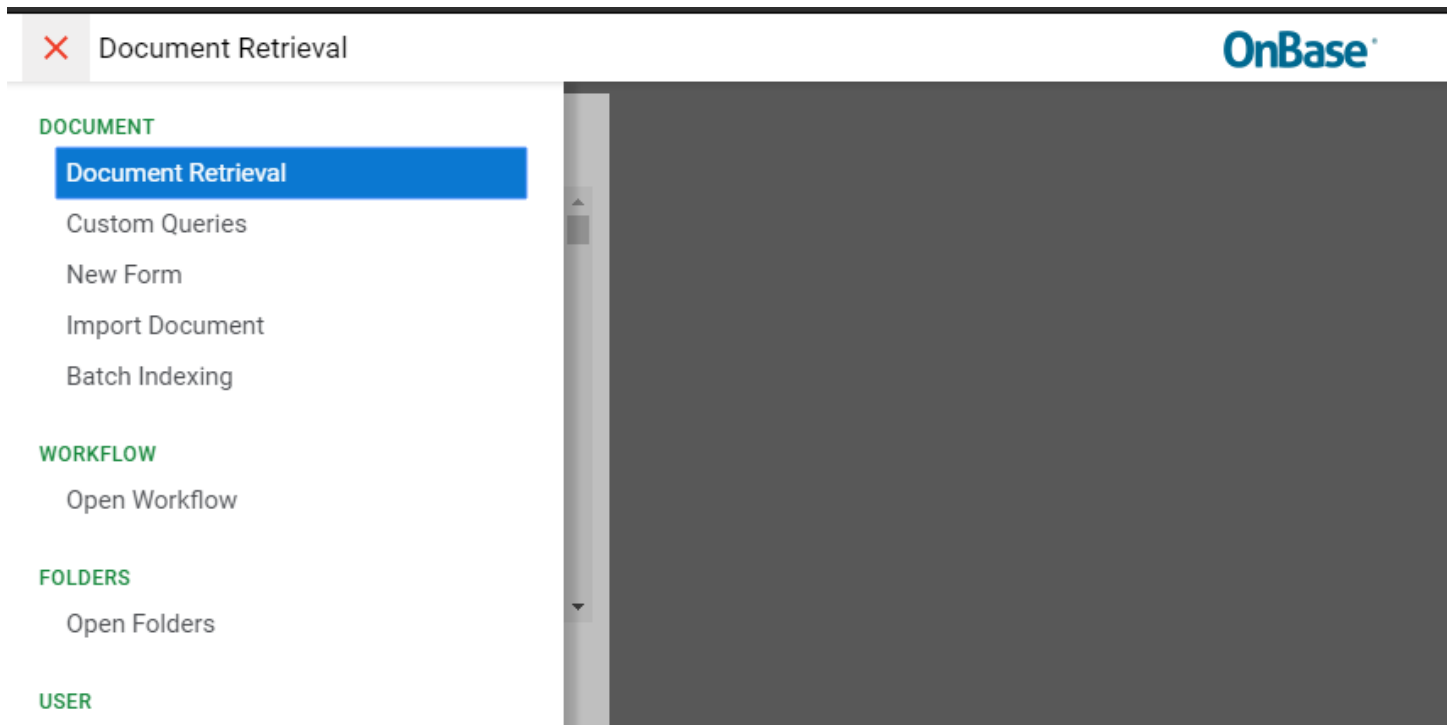 Document Retrieval
OnBase
DOCUMENT
Document Retrieval
Custom Queries
New Form
Import Document
Batch Indexing
WORKFLOW
Open Workflow
FOLDERS
Open Folders
USER